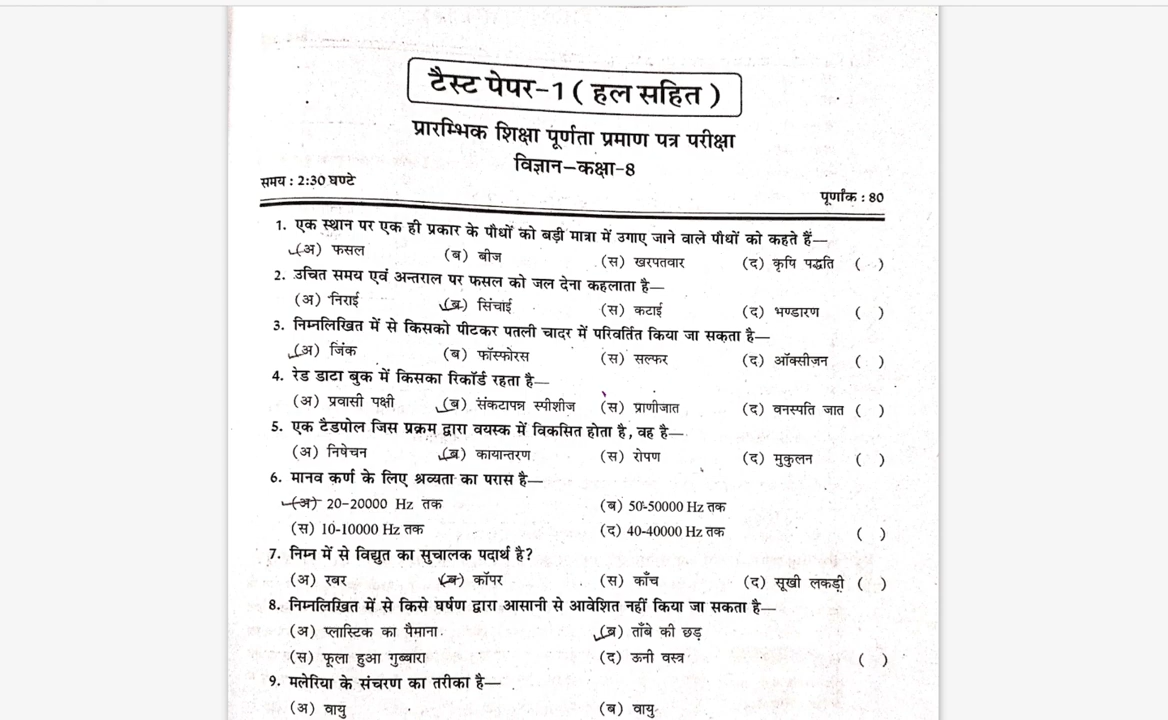 टैस्ट पेपर-1 ( हल सहित )
प्रारम्भिक शिक्षा पूर्णता प्रमाण पत्र परीक्षा
विज्ञान–कक्षा-8
समय : 2:30 घण्टे
पूर्णांक : 80
1. एक स्थान पर एक ही प्रकार के पौधों को बड़ी मात्रा में उगाए जाने वाले पौधों को कहते हैं—
(अ) फसल (ब) बीज (स) खरपतवार (द) कृषि पद्धति ( )
2. उचित समय एवं अन्तराल पर फसल को जल देना कहलाता है—
(अ) निराई (ब) सिंचाई (स) कटाई (द) भण्डारण ( )
3. निम्नलिखित में से किसको पीटकर पतली चादर में परिवर्तित किया जा सकता है—
(अ) जिंक (ब) फॉस्फोरस (स) सल्फर (द) ऑक्सीजन ( )
4. रेड डाटा बुक में किसका रिकॉर्ड रहता है—
(अ) प्रवासी पक्षी (ब) संकटापन्न स्पीशीज (स) प्राणीजात (द) वनस्पति जात ( )
5. एक टैडपोल जिस प्रक्रम द्वारा वयस्क में विकसित होता है, वह है—
(अ) निषेचन (ब) कायान्तरण (स) रोपण (द) मुकुलन ( )
6. मानव कर्ण के लिए श्रव्यता का परास है—
(अ) 20-20000 Hz तक (ब) 50-50000 Hz तक
(स) 10-10000 Hz तक (द) 40-40000 Hz तक ( )
7. निम्न में से विद्युत का सुचालक पदार्थ है?
(अ) रबर (ब) कॉपर (स) काँच (द) सूखी लकड़ी ( )
8. निम्नलिखित में से किसे घर्षण द्वारा आसानी से आवेशित नहीं किया जा सकता है—
(अ) प्लास्टिक का पैमाना (ब) ताँबे की छड़
(स) फूला हुआ गुब्बारा (द) ऊनी वस्त्र ( )
9. मलेरिया के संचरण का तरीका है—
(अ) वायु (ब) वायु